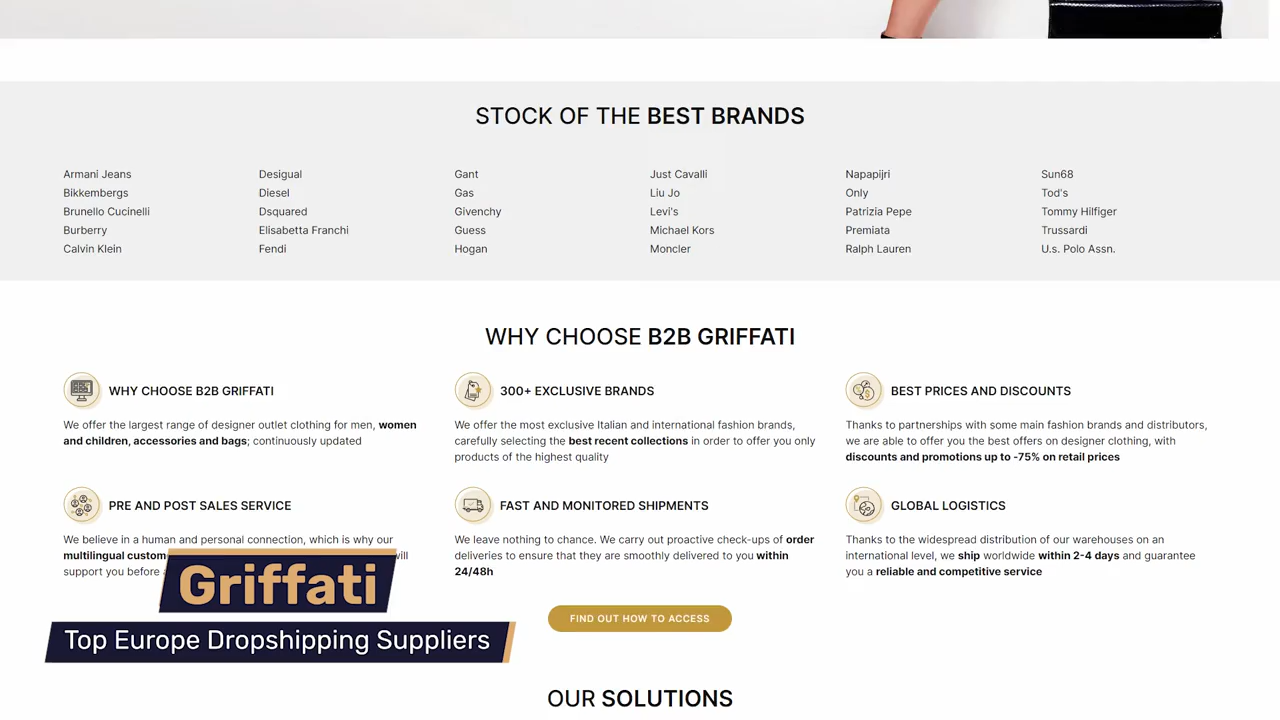 STOCK OF THE BEST BRANDS
Armani Jeans
Bikkembergs
Brunello Cucinelli
Burberry
Calvin Klein
Desigual
Diesel
Dsquared
Elisabetta Franchi
Fendi
Gant
Gas
Givenchy
Guess
Hogan
Just Cavalli
Liu Jo
Levi's
Michael Kors
Moncler
Napapijri
Only
Patrizia Pepe
Premiata
Ralph Lauren
Sun68
Tod's
Tommy Hilfiger
Trussardi
U.s. Polo Assn.
WHY CHOOSE B2B GRIFFATI
WHY CHOOSE B2B GRIFFATI
We offer the largest range of designer outlet clothing for men, women
and children, accessories and bags; continuously updated
300+ EXCLUSIVE BRANDS
We offer the most exclusive Italian and international fashion brands,
carefully selecting the best recent collections in order to offer you only
products of the highest quality
BEST PRICES AND DISCOUNTS
Thanks to partnerships with some main fashion brands and distributors,
we are able to offer you the best offers on designer clothing, with
discounts and promotions up to -75% on retail prices
PRE AND POST SALES SERVICE
We believe in a human and personal connection, which is why our
multilingual
support you before
FAST AND MONITORED SHIPMENTS
We leave nothing to chance. We carry out proactive check-ups of order
deliveries to ensure that they are smoothly delivered to you within
24/48h
GLOBAL LOGISTICS
Thanks to the widespread distribution of our warehouses on an
international level, we ship worldwide within 2-4 days and guarantee
you a reliable and competitive service
Griffati
Top Europe Dropshipping Suppliers
FIND OUT HOW TO ACCESS
OUR SOLUTIONS